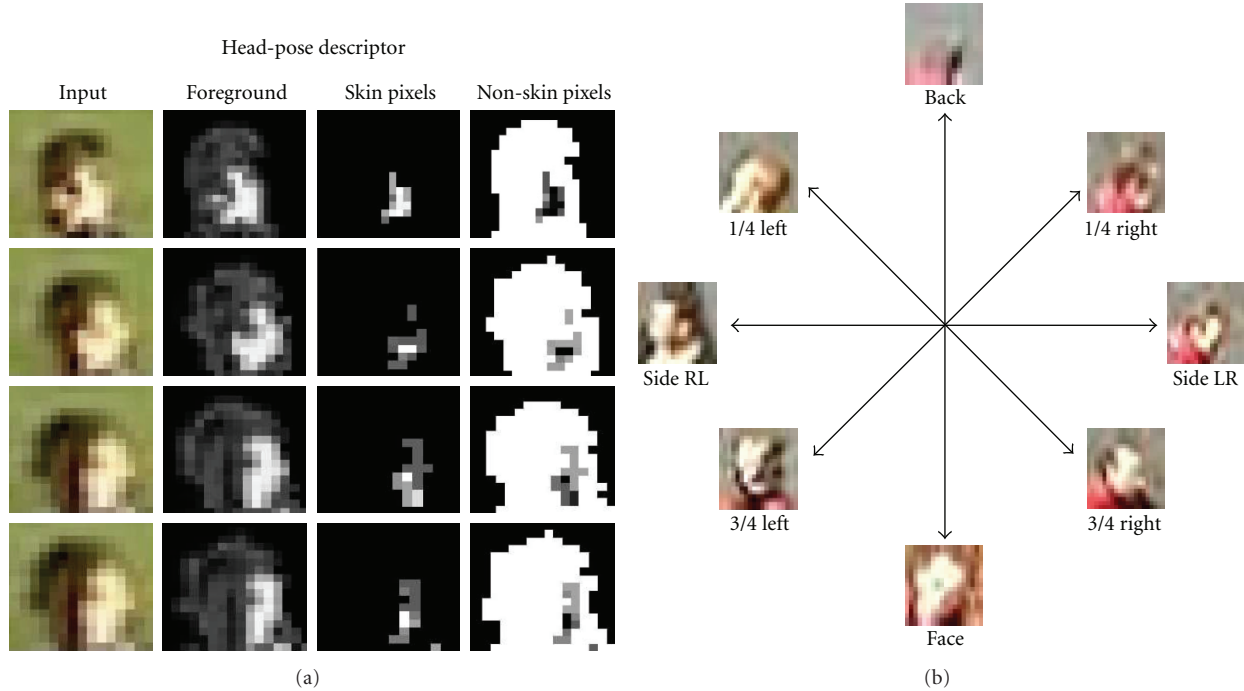 Head-pose descriptor
Input Foreground Skin pixels Non-skin pixels
(a)
Back
1/4 left 1/4 right
Side RL Side LR
3/4 left 3/4 right
Face
(b)